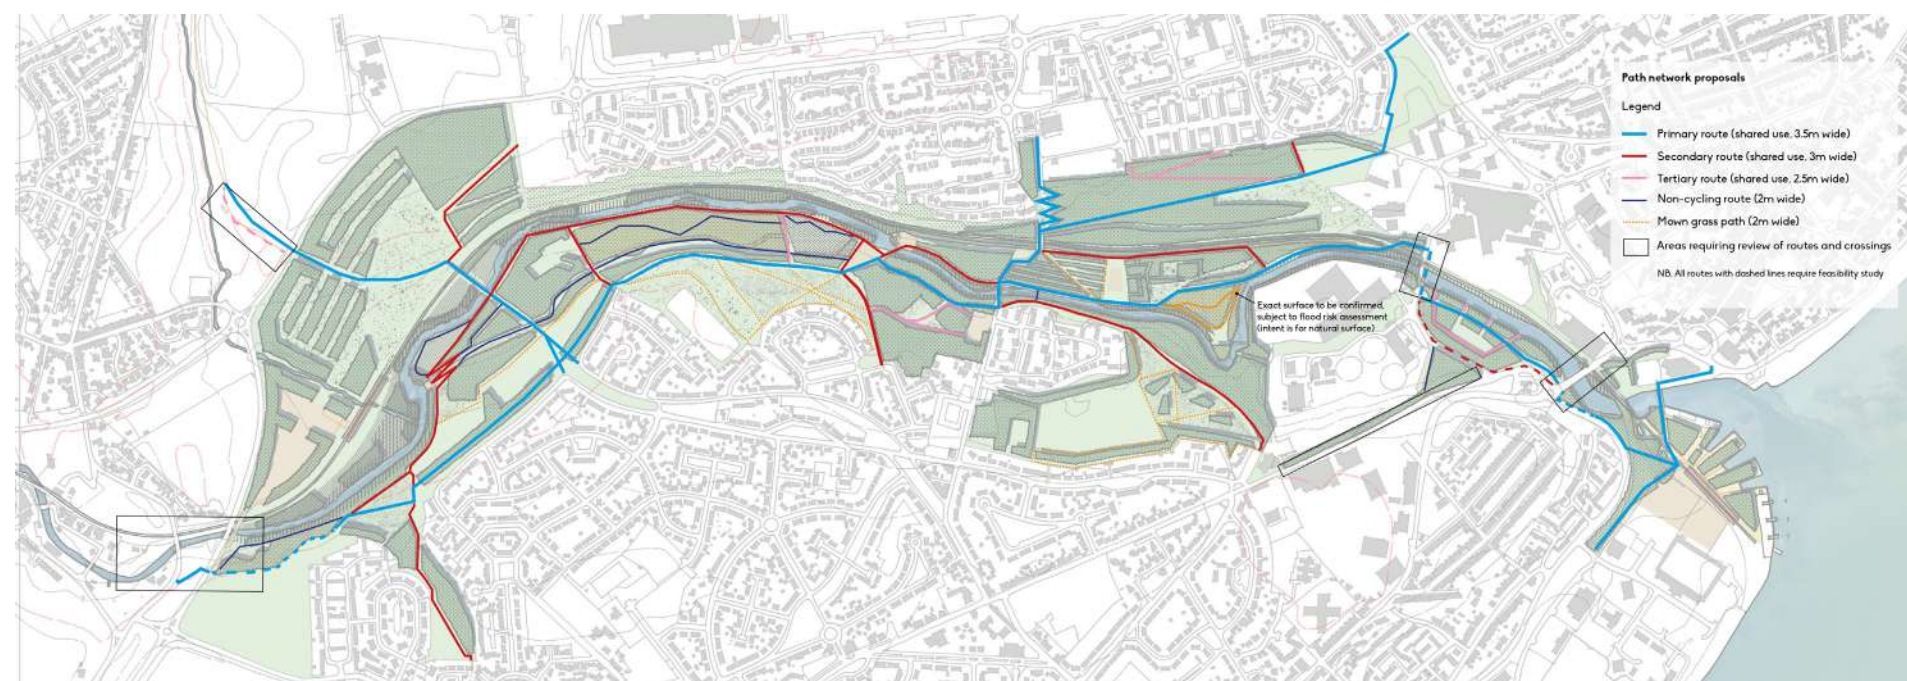 Path network proposals
Legend
Primary route (shared use, 3.5m wide)
Secondary route (shared use, 3m wide)
Tertiary route (shared use, 2.5m wide)
Non-cycling route (2m wide)
Mown grass path (2m wide)
Areas requiring review of routes and crossings
NB. All routes with dashed lines require feasibility study
Exact surface to be confirmed,
subject to flood risk assessment
(intent is for natural surface)